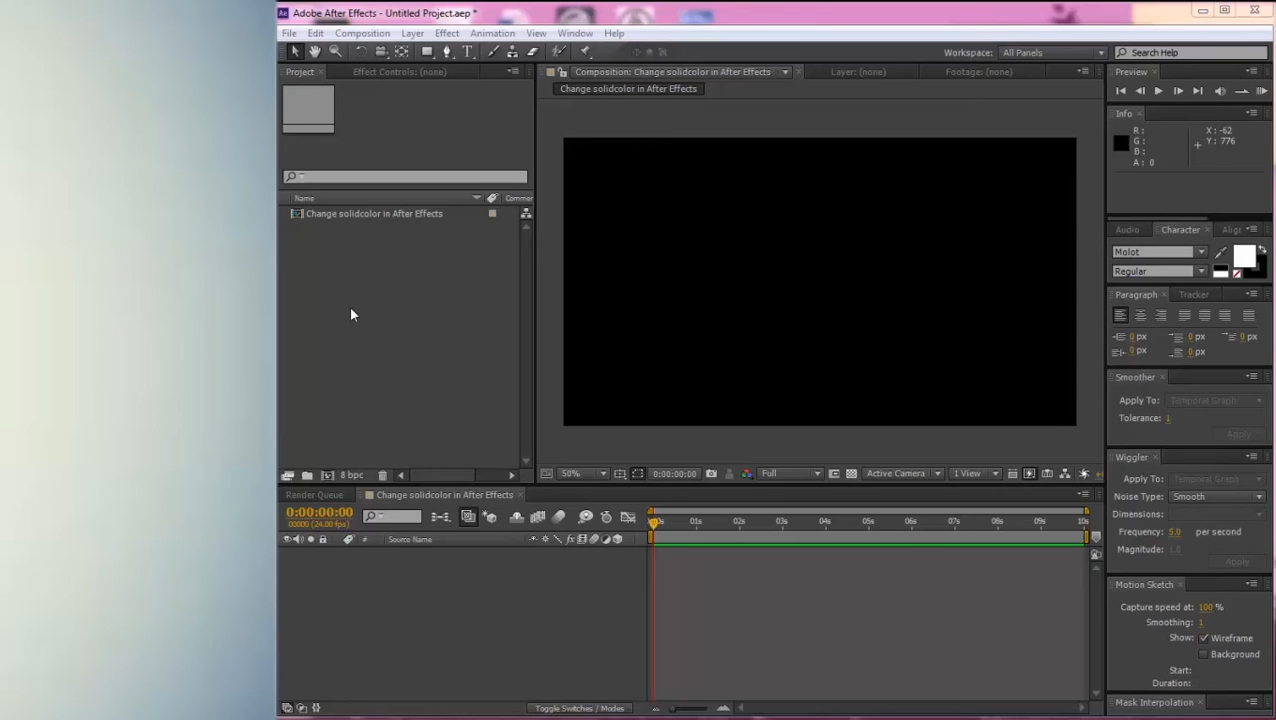 Adobe After Effects - Untitled Project.aep *
File Edit Composition Layer Effect Animation View Window Help
Workspace: All Panels Search Help
Project Effect Controls: (none)
Composition: Change solidcolor in After Effects Layer: (none) Footage: (none)
Change solidcolor in After Effects
Preview
Info
R :
G :
B :
A : 0
X : -62
Y : 776
Name Commer
Change solidcolor in After Effects
Audio Character Alig
Molot
Regular
Paragraph Tracker
0 px 0 px 0 px
0 px 0 px
Smoother
Apply To: Temporal Graph
Tolerance: 1
Apply
8 bpc
50% 0:00:00:00 Full Active Camera 1 View
Wiggler
Apply To: Temporal Graph
Noise Type: Smooth
Dimensions:
Frequency: 5.0 per second
Magnitude: 1.0
Apply
Render Queue Change solidcolor in After Effects
0:00:00:00
00000 (24.00 fps)
01s 02s 03s 04s 05s 06s 07s 08s 09s 10s
# Source Name
Motion Sketch
Capture speed at: 100 %
Smoothing: 1
Show: Wireframe
Background
Start:
Duration:
Mask Interpolation
Toggle Switches / Modes